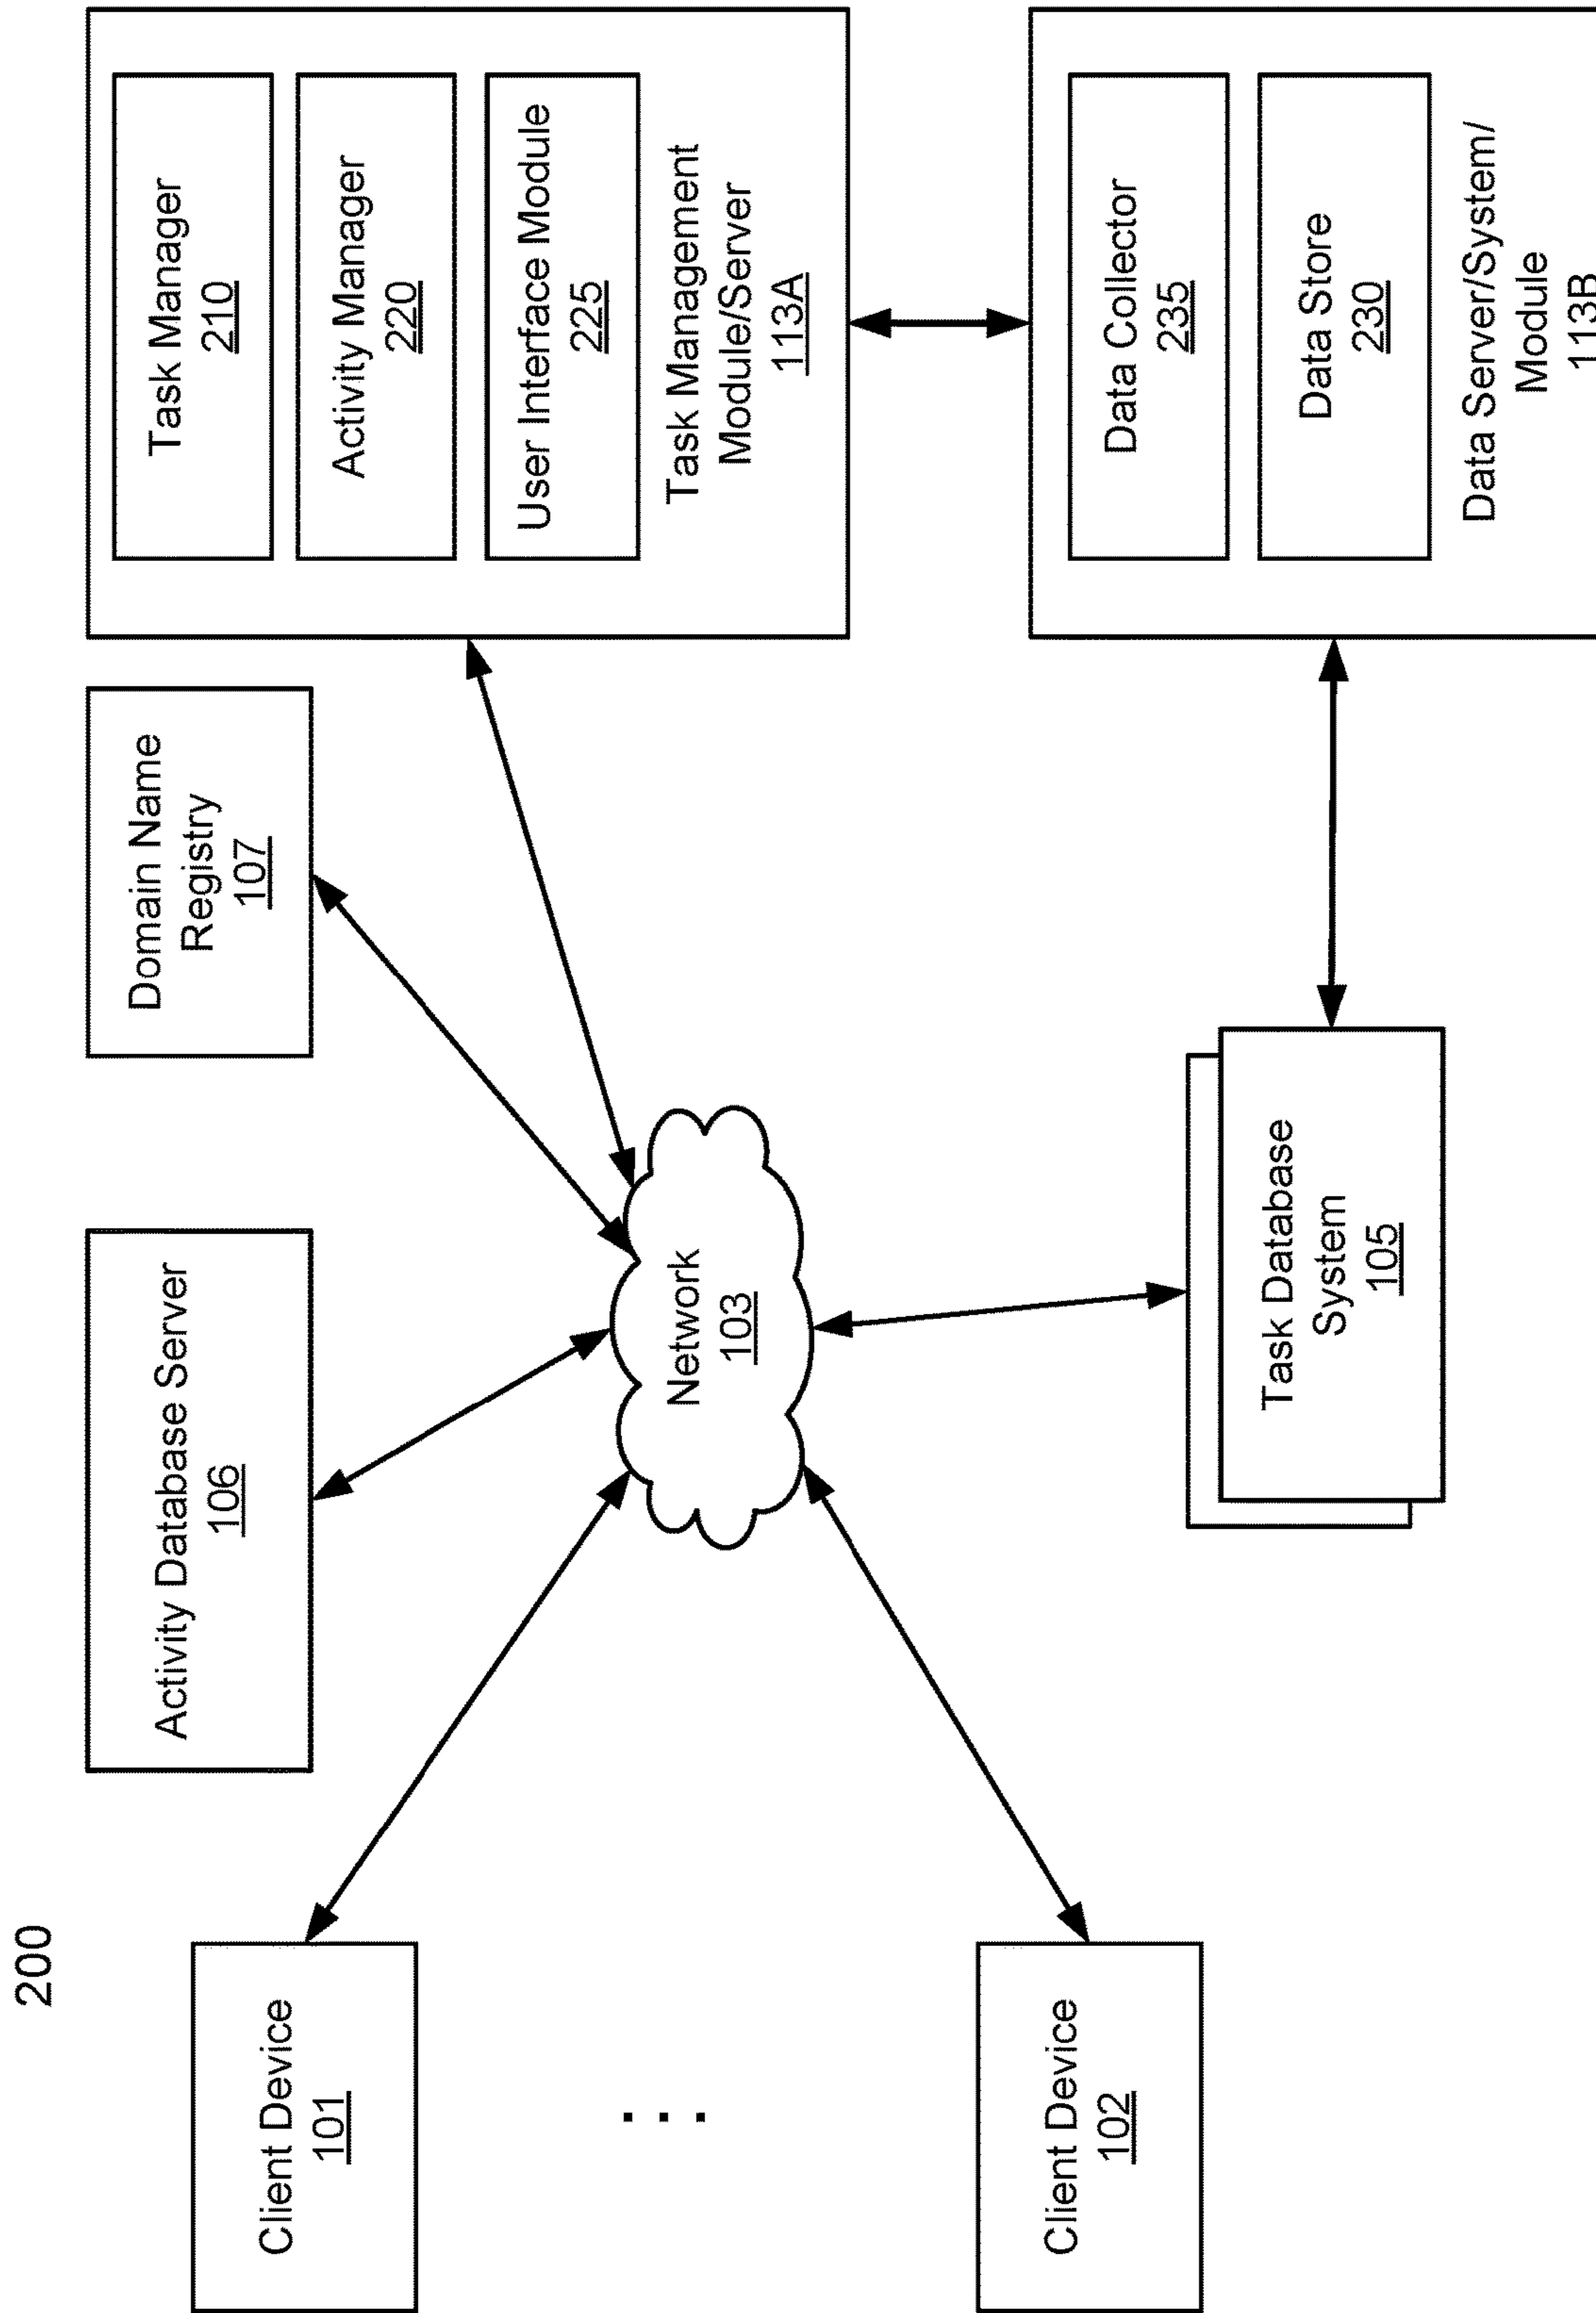 200
Client Device
101
. . .
Client Device
102
Activity Database Server
106
Network
103
Task Database
System
105
Domain Name
Registry
107
Task Manager
210
Activity Manager
220
User Interface Module
225
Task Management
Module/Server
113A
Data Collector
235
Data Store
230
Data Server/System/
Module
113B